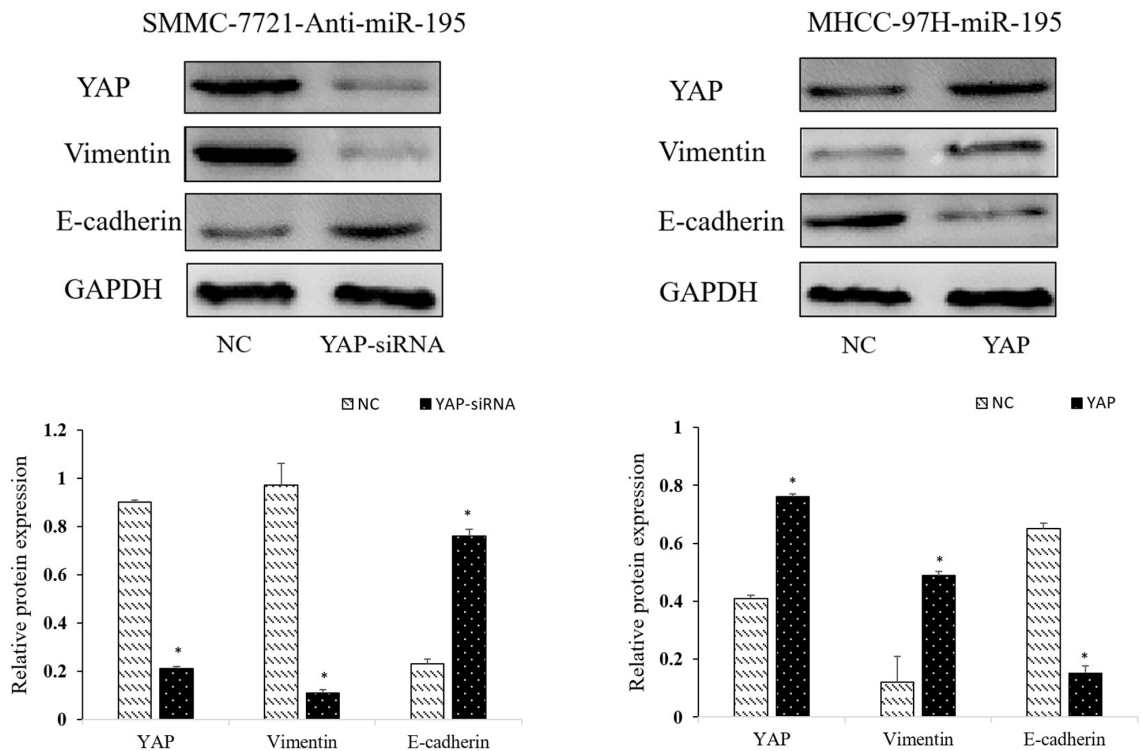 SMMC-7721-Anti-miR-195
YAP
Vimentin
E-cadherin
GAPDH
NC YAP-siRNA
NC YAP-siRNA
Relative protein expression
1.2
1
0.8
0.6
0.4
0.2
0
*
*
*
YAP Vimentin E-cadherin
MHCC-97H-miR-195
YAP
Vimentin
E-cadherin
GAPDH
NC YAP
NC YAP
Relative protein expression
1
0.8
0.6
0.4
0.2
0
*
*
*
YAP Vimentin E-cadherin